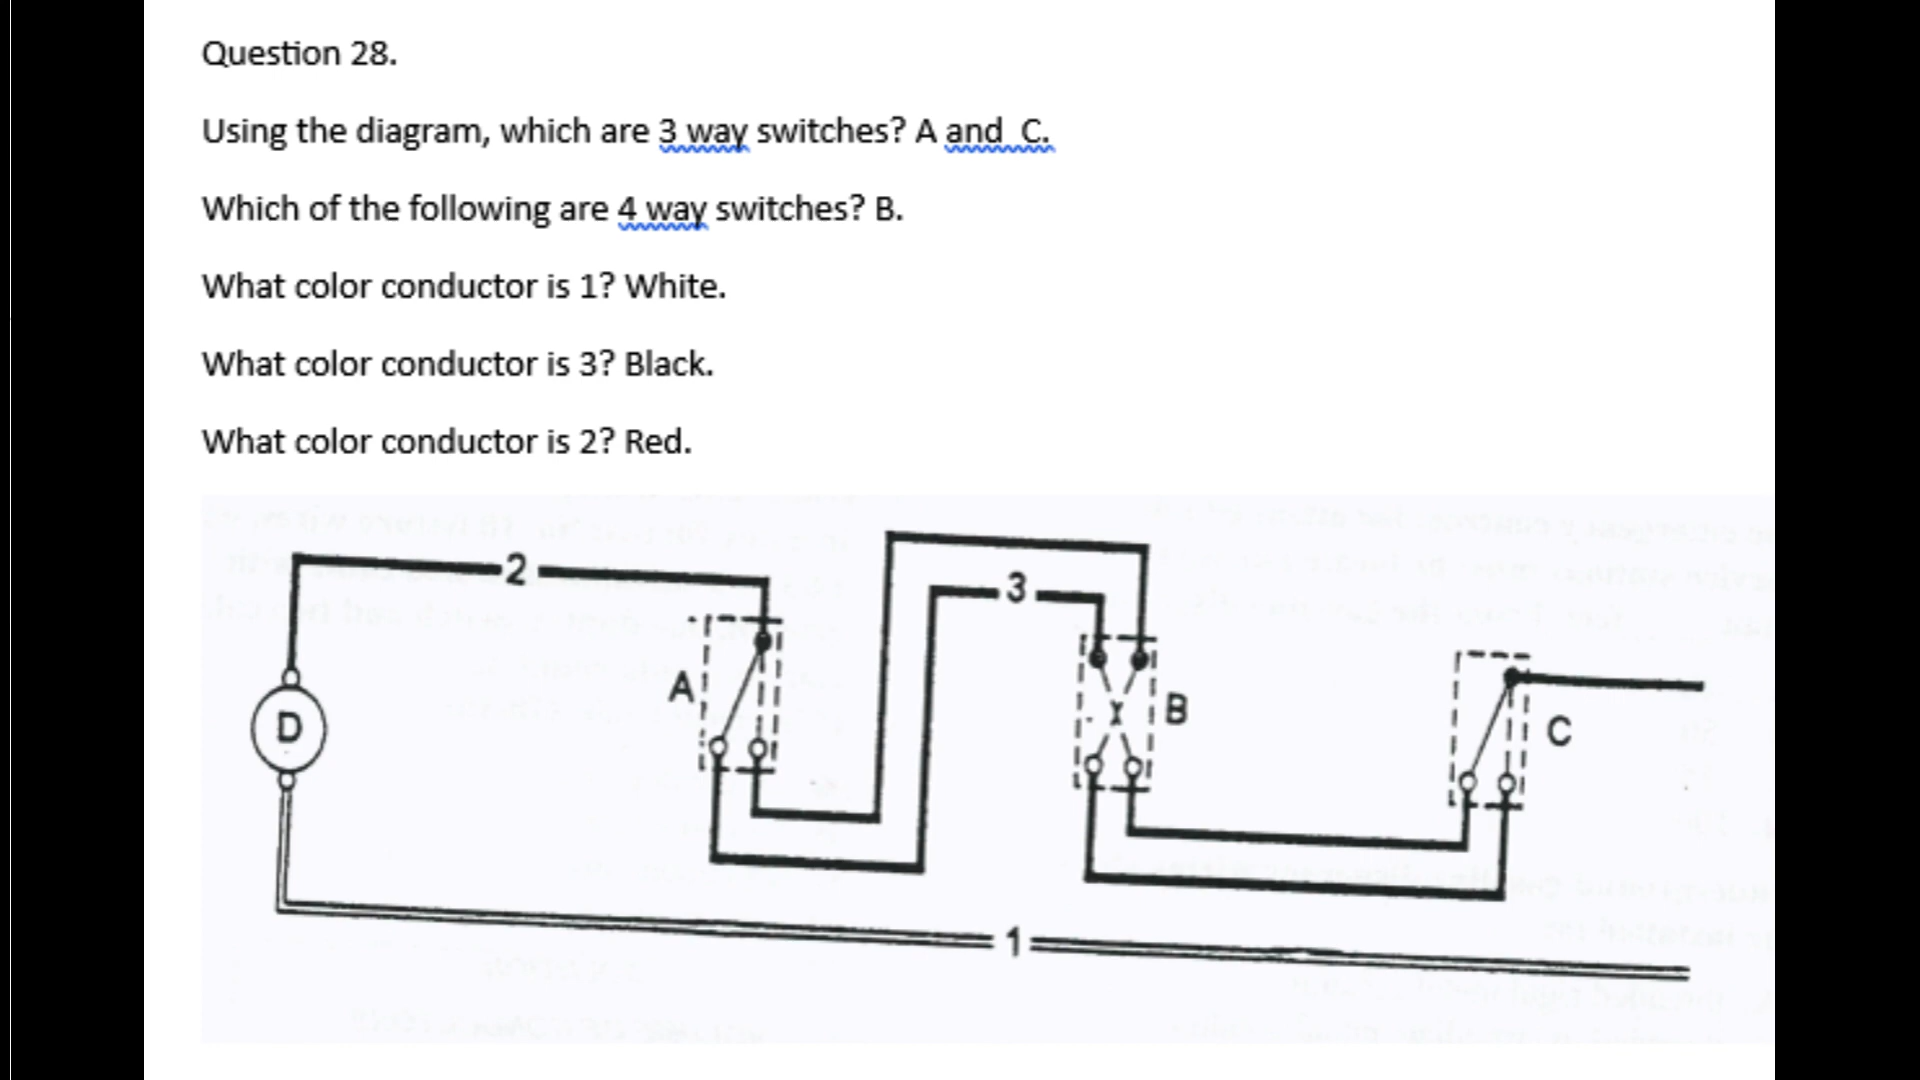 Question 28.
Using the diagram, which are 3 way switches? A and  C.
Which of the following are 4 way switches? B.
What color conductor is 1? White.
What color conductor is 3? Black.
What color conductor is 2? Red.
2
3
A
B
C
D
1